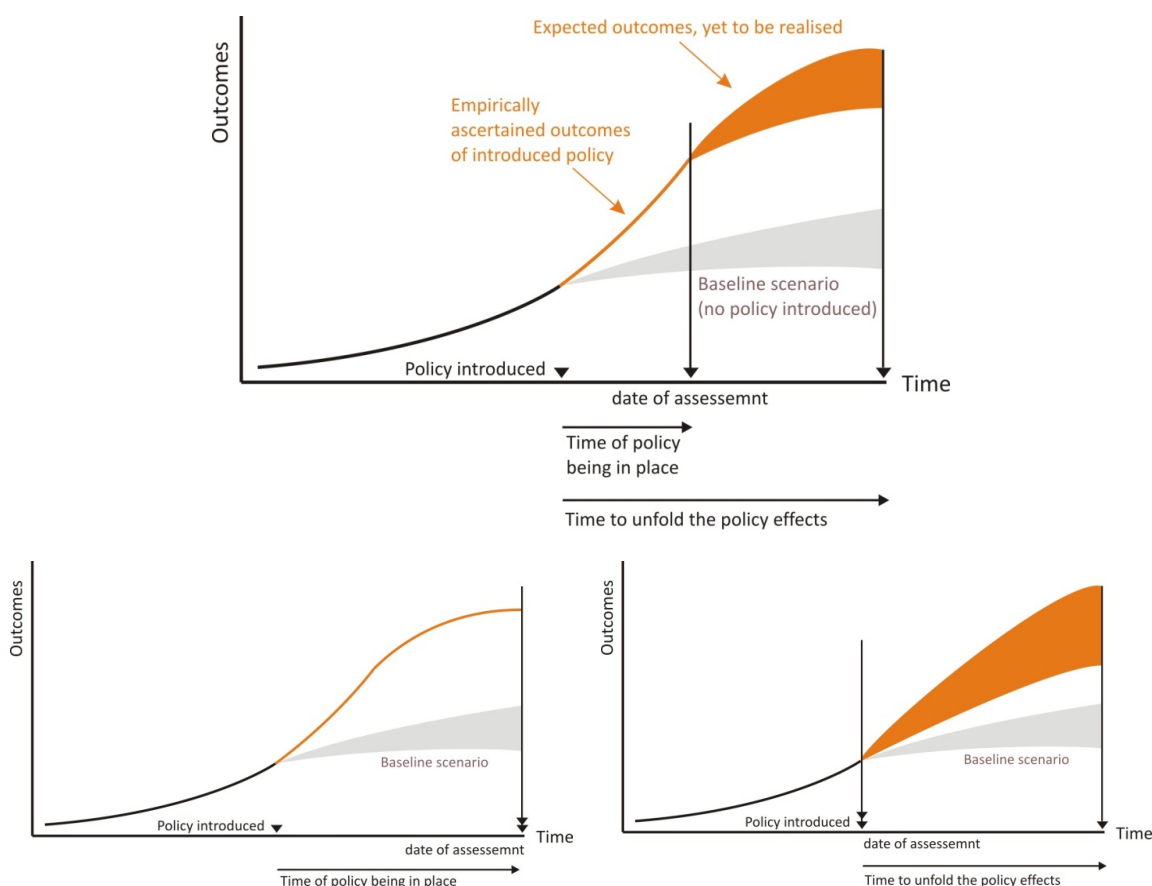 Outcomes
Expected outcomes, yet to be realised
Empirically
ascertained outcomes
of introduced policy
Baseline scenario
(no policy introduced)
Policy introduced
Time
date of assessemnt
Time of policy
being in place
Time to unfold the policy effects
Outcomes
Baseline scenario
Policy introduced
Time
date of assessemnt
Time of policy being in place
Outcomes
Baseline scenario
Policy introduced
Time
date of assessemnt
Time to unfold the policy effects